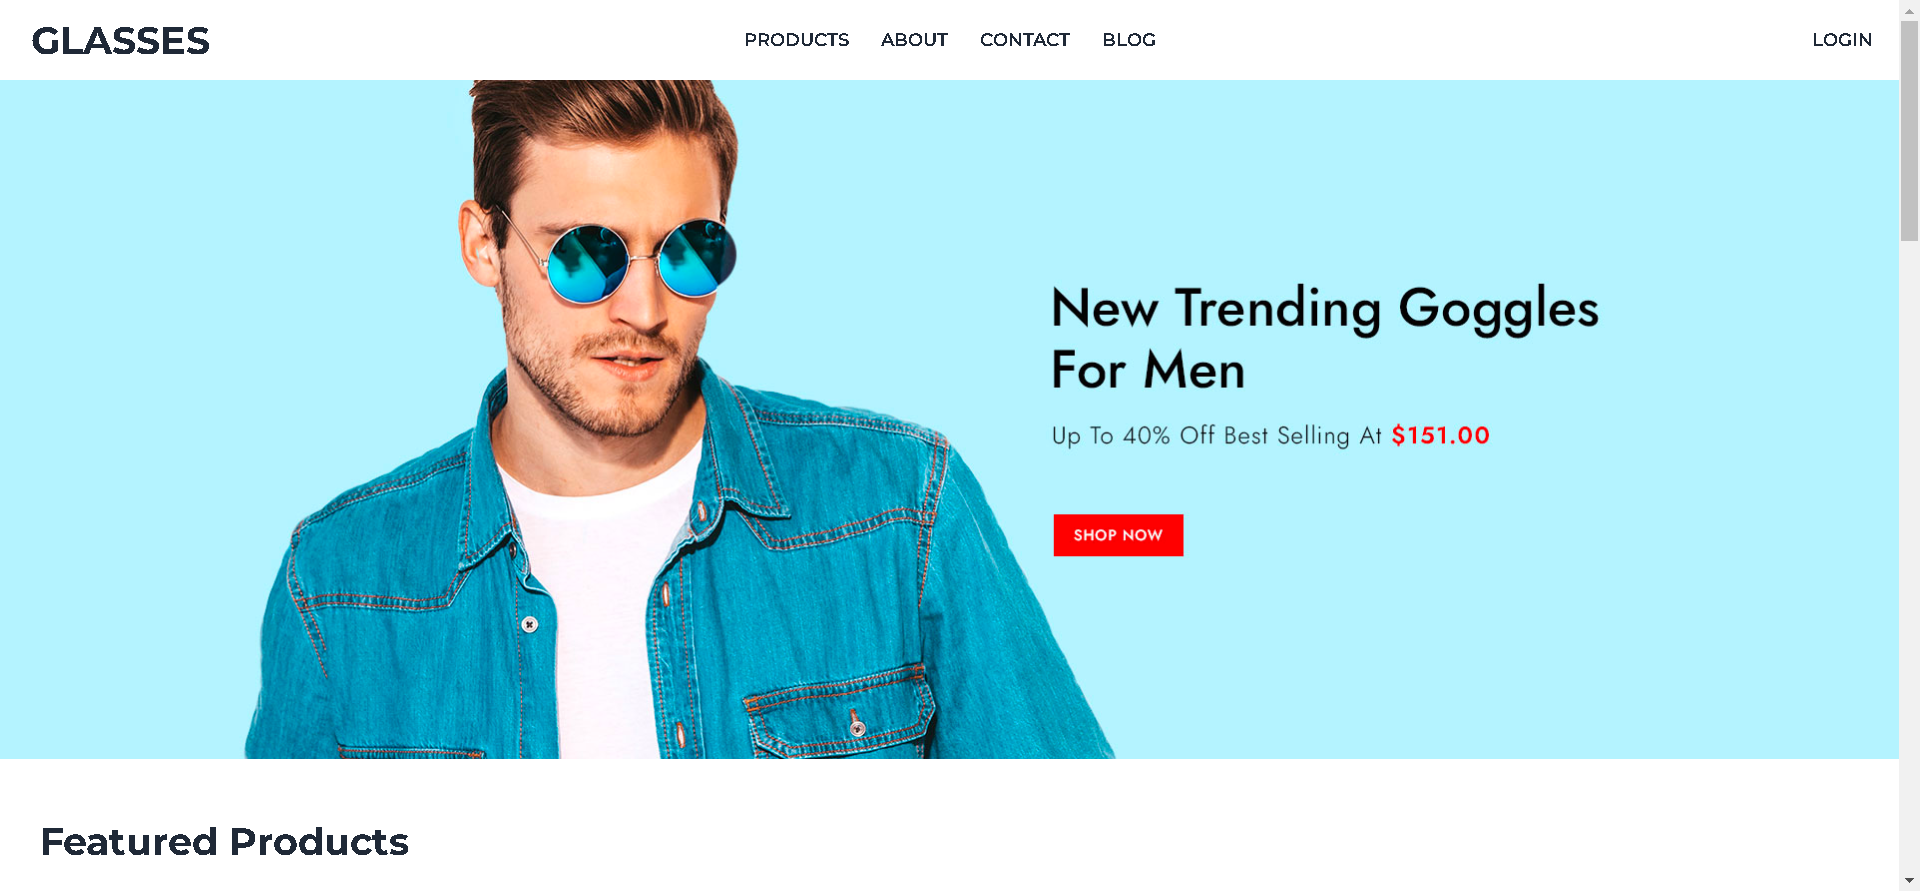 GLASSES
PRODUCTS ABOUT CONTACT BLOG
LOGIN
New Trending Goggles
For Men
Up To 40% Off Best Selling At $151.00
SHOP NOW
Featured Products